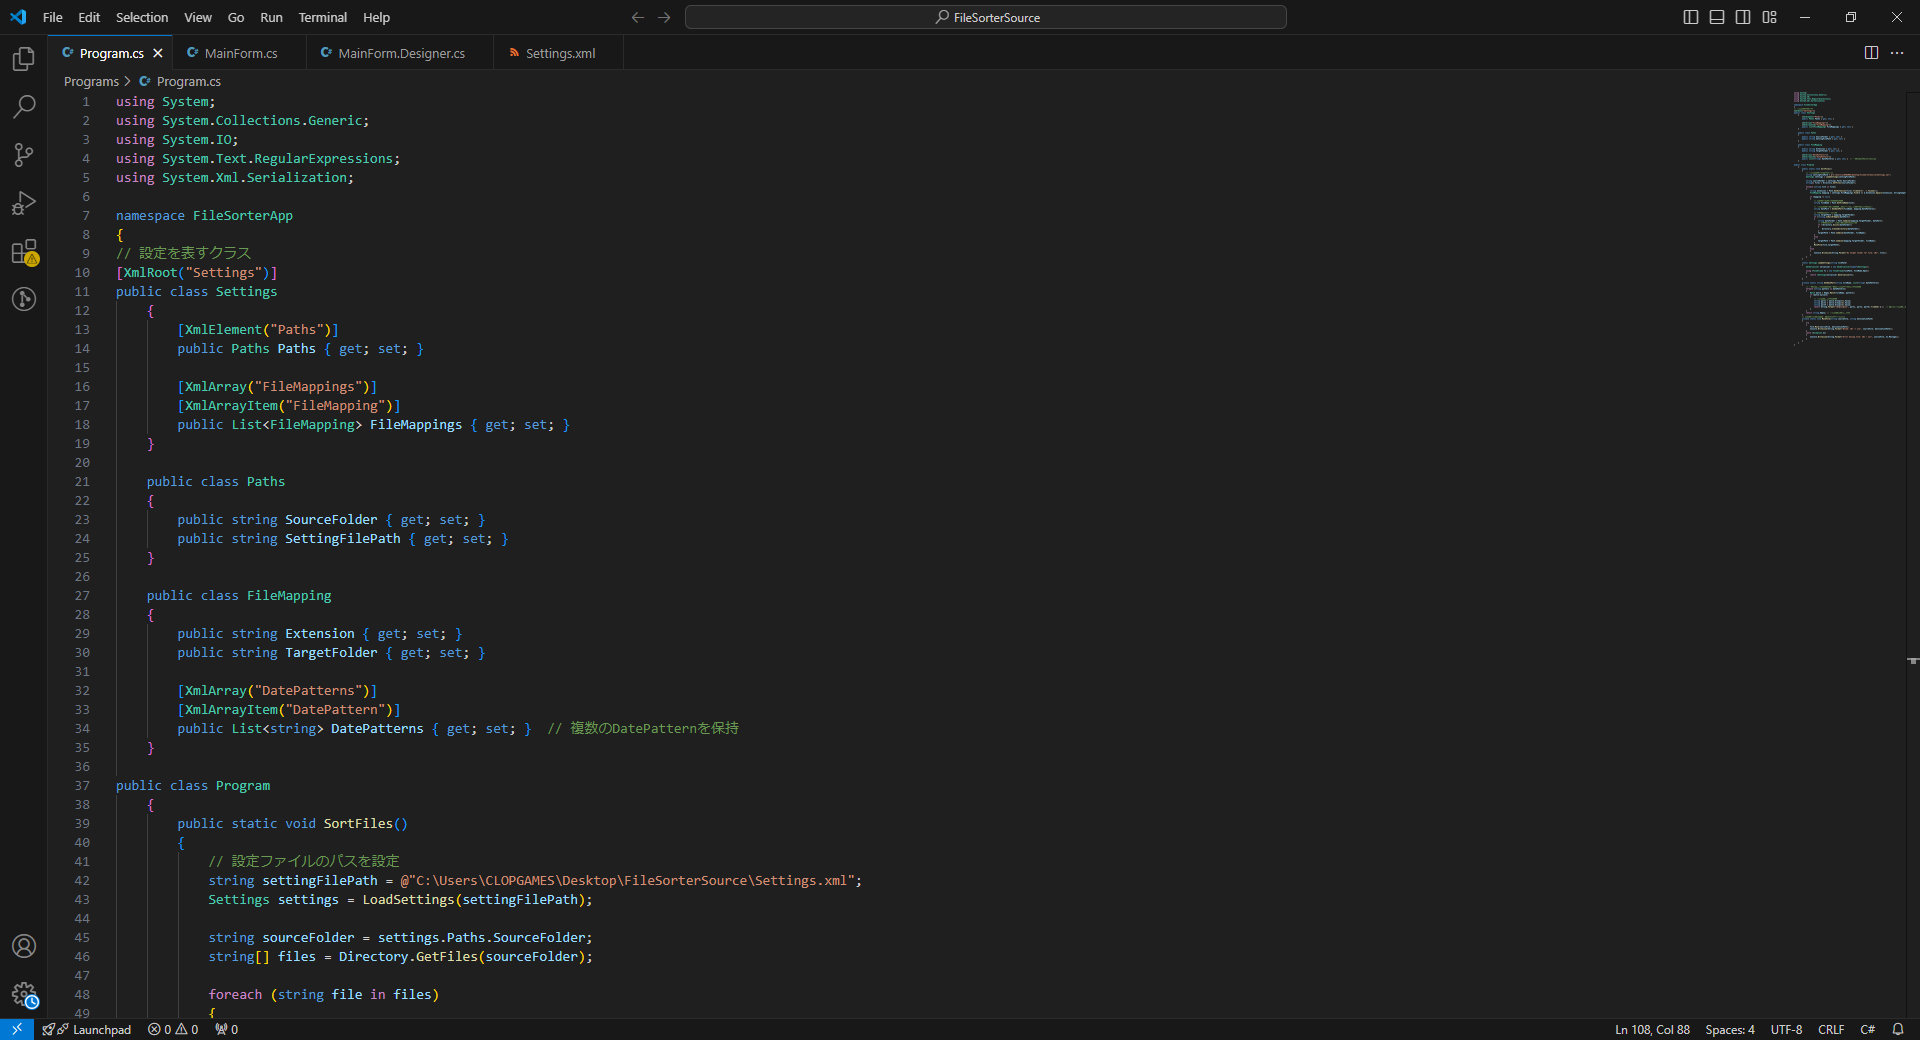 File Edit Selection View Go Run Terminal Help
FileSorterSource
Program.cs MainForm.cs MainForm.Designer.cs Settings.xml
Programs > Program.cs
1 using System;
2 using System.Collections.Generic;
3 using System.IO;
4 using System.Text.RegularExpressions;
5 using System.Xml.Serialization;
6
7 namespace FileSorterApp
8 {
9 // 設定を表すクラス
10 [XmlRoot("Settings")]
11 public class Settings
12 {
13 [XmlElement("Paths")]
14 public Paths Paths { get; set; }
15
16 [XmlArray("FileMappings")]
17 [XmlArrayItem("FileMapping")]
18 public List<FileMapping> FileMappings { get; set; }
19 }
20
21 public class Paths
22 {
23 public string SourceFolder { get; set; }
24 public string SettingFilePath { get; set; }
25 }
26
27 public class FileMapping
28 {
29 public string Extension { get; set; }
30 public string TargetFolder { get; set; }
31
32 [XmlArray("DatePatterns")]
33 [XmlArrayItem("DatePattern")]
34 public List<string> DatePatterns { get; set; } // 複数のDatePatternを保持
35 }
36
37 public class Program
38 {
39 public static void SortFiles()
40 {
41 // 設定ファイルのパスを設定
42 string settingFilePath = @"C:\Users\CLOPGAMES\Desktop\FileSorterSource\Settings.xml";
43 Settings settings = LoadSettings(settingFilePath);
44
45 string sourceFolder = settings.Paths.SourceFolder;
46 string[] files = Directory.GetFiles(sourceFolder);
47
48 foreach (string file in files)
49 {
Launchpad 0 0 0 Ln 108, Col 88 Spaces: 4 UTF-8 CRLF C#